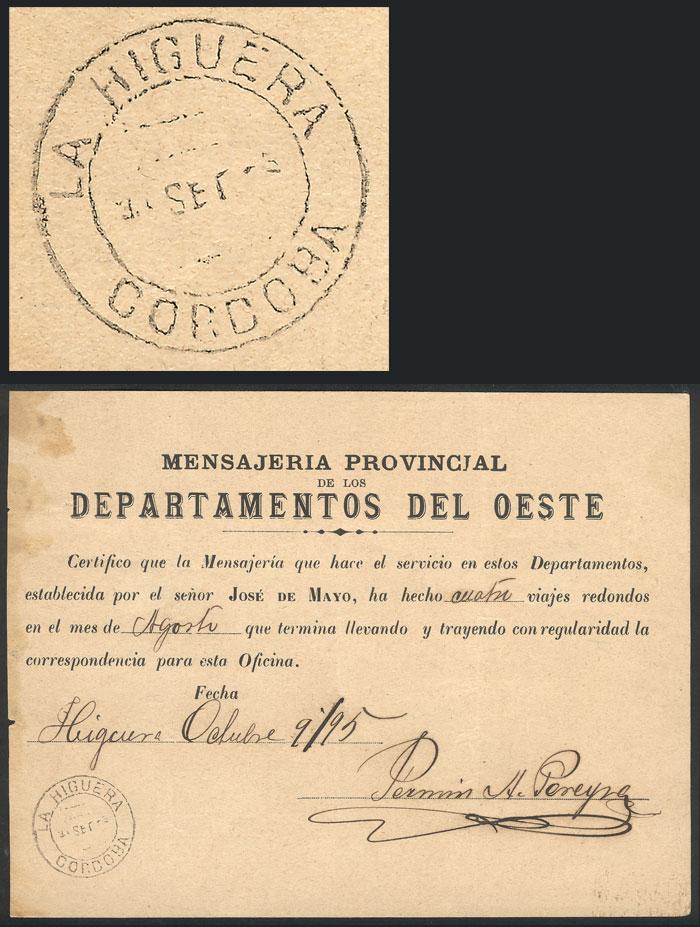 LA HIGUERA
SET
CORDOBA
MENSAJERIA PROVINCIAL
DE LOS
DEPARTAMENTOS DEL OESTE
Certifico que la Mensajería que hace el servicio en estos Departamentos,
establecida por el señor JOSÉ DE MAYO, ha hecho cuatro viajes redondos
en el mes de Agosto que termina llevando y trayendo con regularidad la
correspondencia para esta Oficina.
Fecha
Higuera Octubre 9/95
Fermin A. Pereyra
LA HIGUERA
CORDOBA